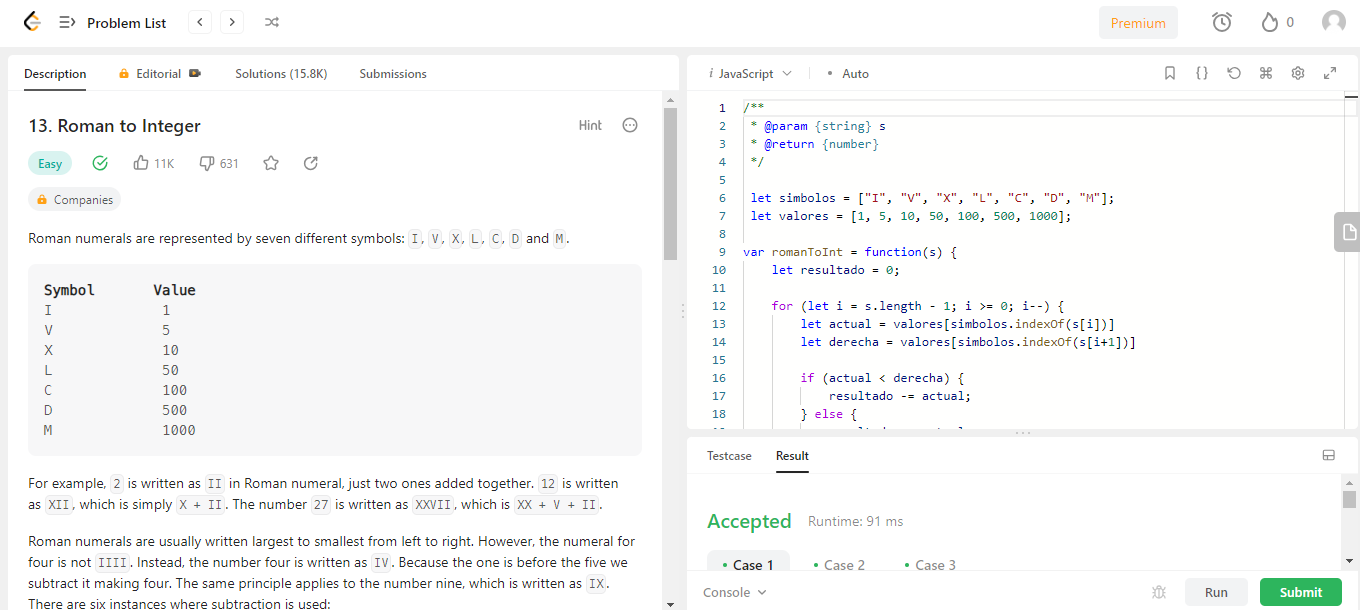 Problem List
Premium
0
Description
Editorial
Solutions (15.8K)
Submissions
13. Roman to Integer
Hint
Easy
11K
631
Companies
Roman numerals are represented by seven different symbols: I, V, X, L, C, D and M.
Symbol Value
I 1
V 5
X 10
L 50
C 100
D 500
M 1000
For example, 2 is written as II in Roman numeral, just two ones added together. 12 is written
as XII, which is simply X + II. The number 27 is written as XXVII, which is XX + V + II.
Roman numerals are usually written largest to smallest from left to right. However, the numeral for
four is not IIII. Instead, the number four is written as IV. Because the one is before the five we
subtract it making four. The same principle applies to the number nine, which is written as IX.
There are six instances where subtraction is used:
i JavaScript
• Auto
1 /**
2 * @param {string} s
3 * @return {number}
4 */
5
6 let simbolos = ["I", "V", "X", "L", "C", "D", "M"];
7 let valores = [1, 5, 10, 50, 100, 500, 1000];
8
9 var romanToInt = function(s) {
10 let resultado = 0;
11
12 for (let i = s.length - 1; i >= 0; i--) {
13 let actual = valores[simbolos.indexOf(s[i])]
14 let derecha = valores[simbolos.indexOf(s[i+1])]
15
16 if (actual < derecha) {
17 resultado -= actual;
18 } else {
Testcase
Result
Accepted Runtime: 91 ms
• Case 1 • Case 2 • Case 3
Console
Run
Submit